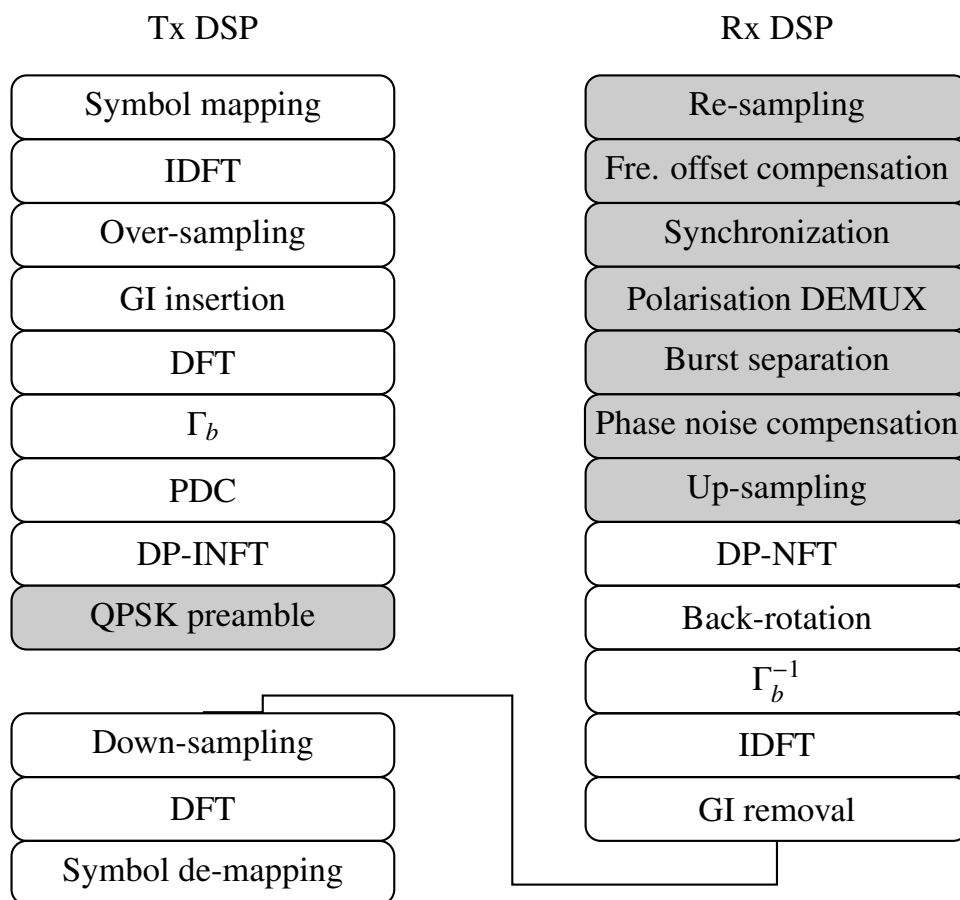 Tx DSP
Symbol mapping
IDFT
Over-sampling
GI insertion
DFT
Γ_b
PDC
DP-INFT
QPSK preamble
Rx DSP
Re-sampling
Fre. offset compensation
Synchronization
Polarisation DEMUX
Burst separation
Phase noise compensation
Up-sampling
DP-NFT
Back-rotation
Γ_b^{-1}
IDFT
GI removal
Down-sampling
DFT
Symbol de-mapping